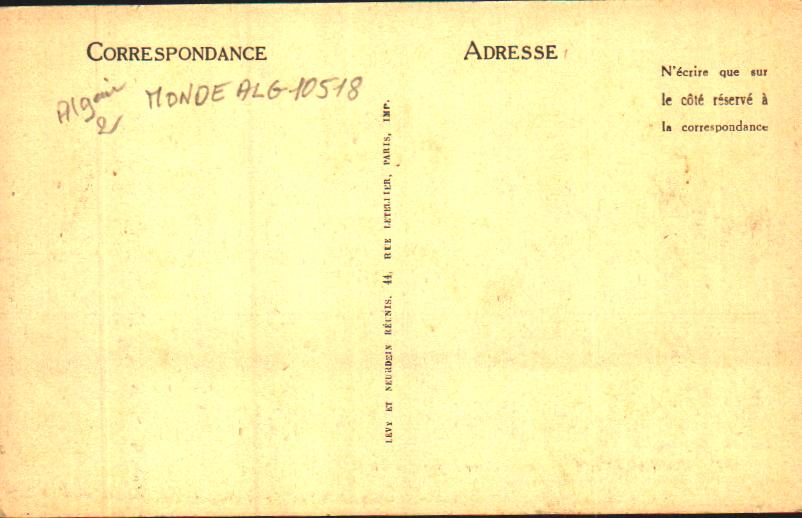 CORRESPONDANCE
ADRESSE
N'écrire que sur
le côté réservé à
la correspondance
MONDE ALG 10518
LEVY ET NEURDEIN RÉUNIS, 44, RUE LETELLIER, PARIS, IMP.